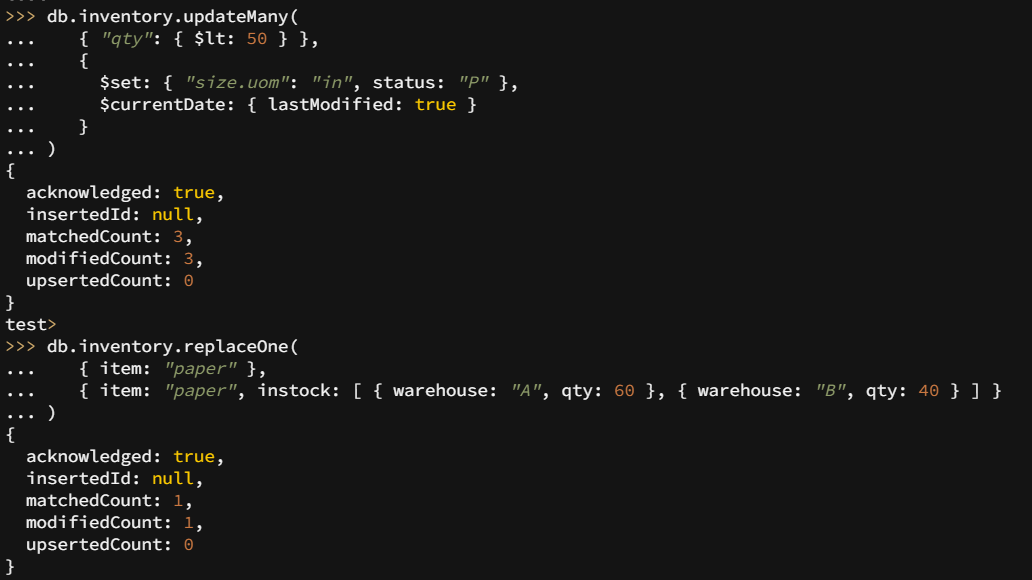 >>> db.inventory.updateMany(
...    { "qty": { $lt: 50 } },
...    {
...      $set: { "size.uom": "in", status: "P" },
...      $currentDate: { lastModified: true }
...    }
... )
{
  acknowledged: true,
  insertedId: null,
  matchedCount: 3,
  modifiedCount: 3,
  upsertedCount: 0
}
test>
>>> db.inventory.replaceOne(
...    { item: "paper" },
...    { item: "paper", instock: [ { warehouse: "A", qty: 60 }, { warehouse: "B", qty: 40 } ] }
... )
{
  acknowledged: true,
  insertedId: null,
  matchedCount: 1,
  modifiedCount: 1,
  upsertedCount: 0
}